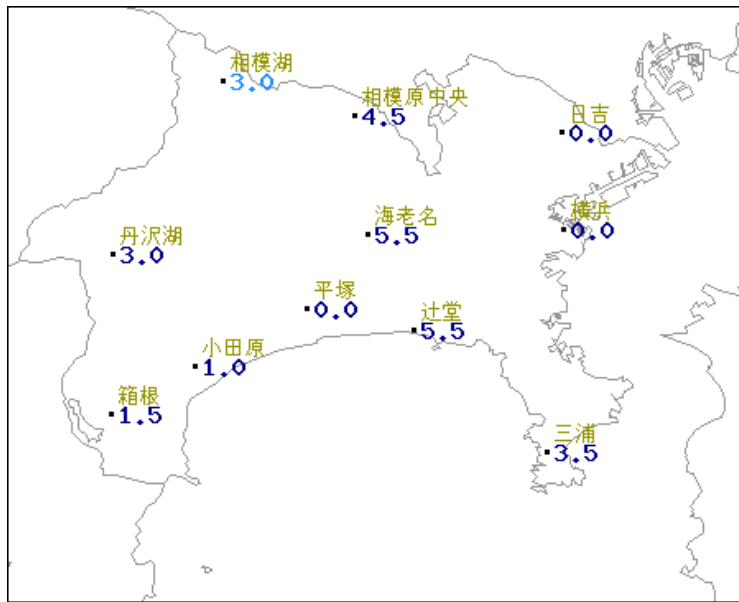 相模湖
3.0
相模原中央
4.5
日吉
0.0
海老名
5.5
横浜
0.0
丹沢湖
3.0
平塚
0.0
辻堂
5.5
小田原
1.0
箱根
1.5
三浦
3.5